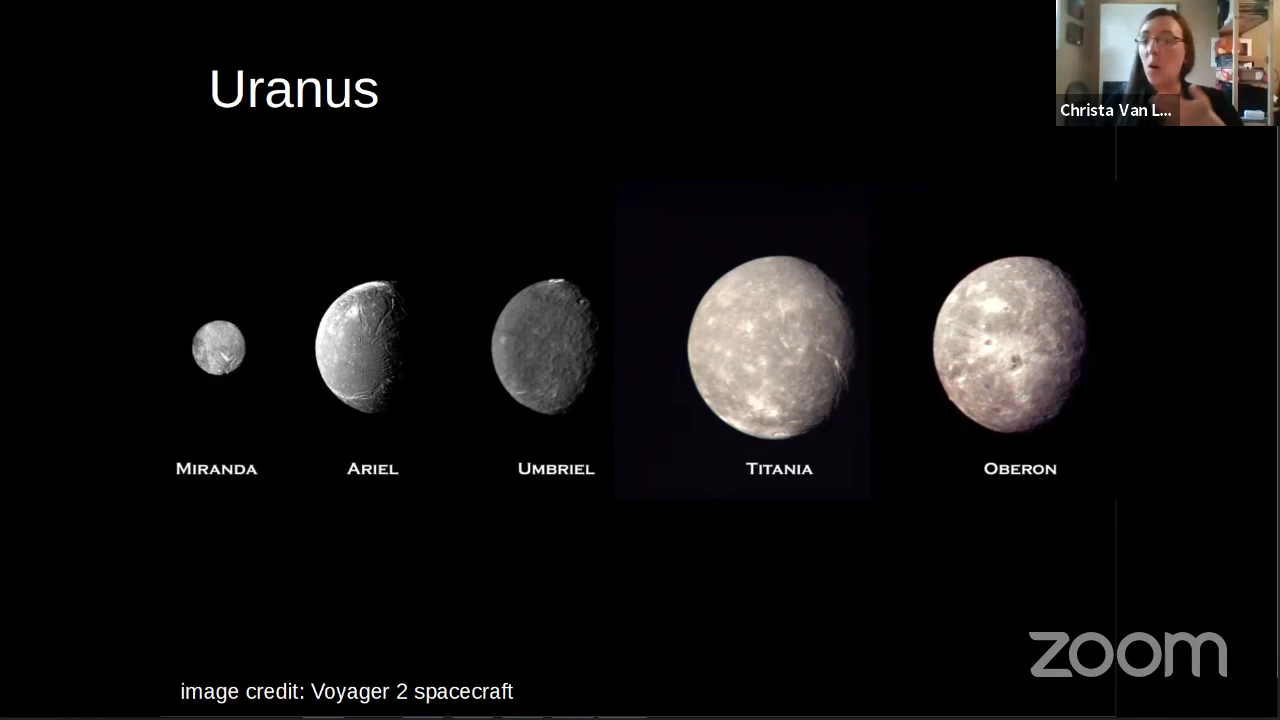 Uranus
Christa Van L...
MIRANDA
ARIEL
UMBRIEL
TITANIA
OBERON
zoom
image credit: Voyager 2 spacecraft